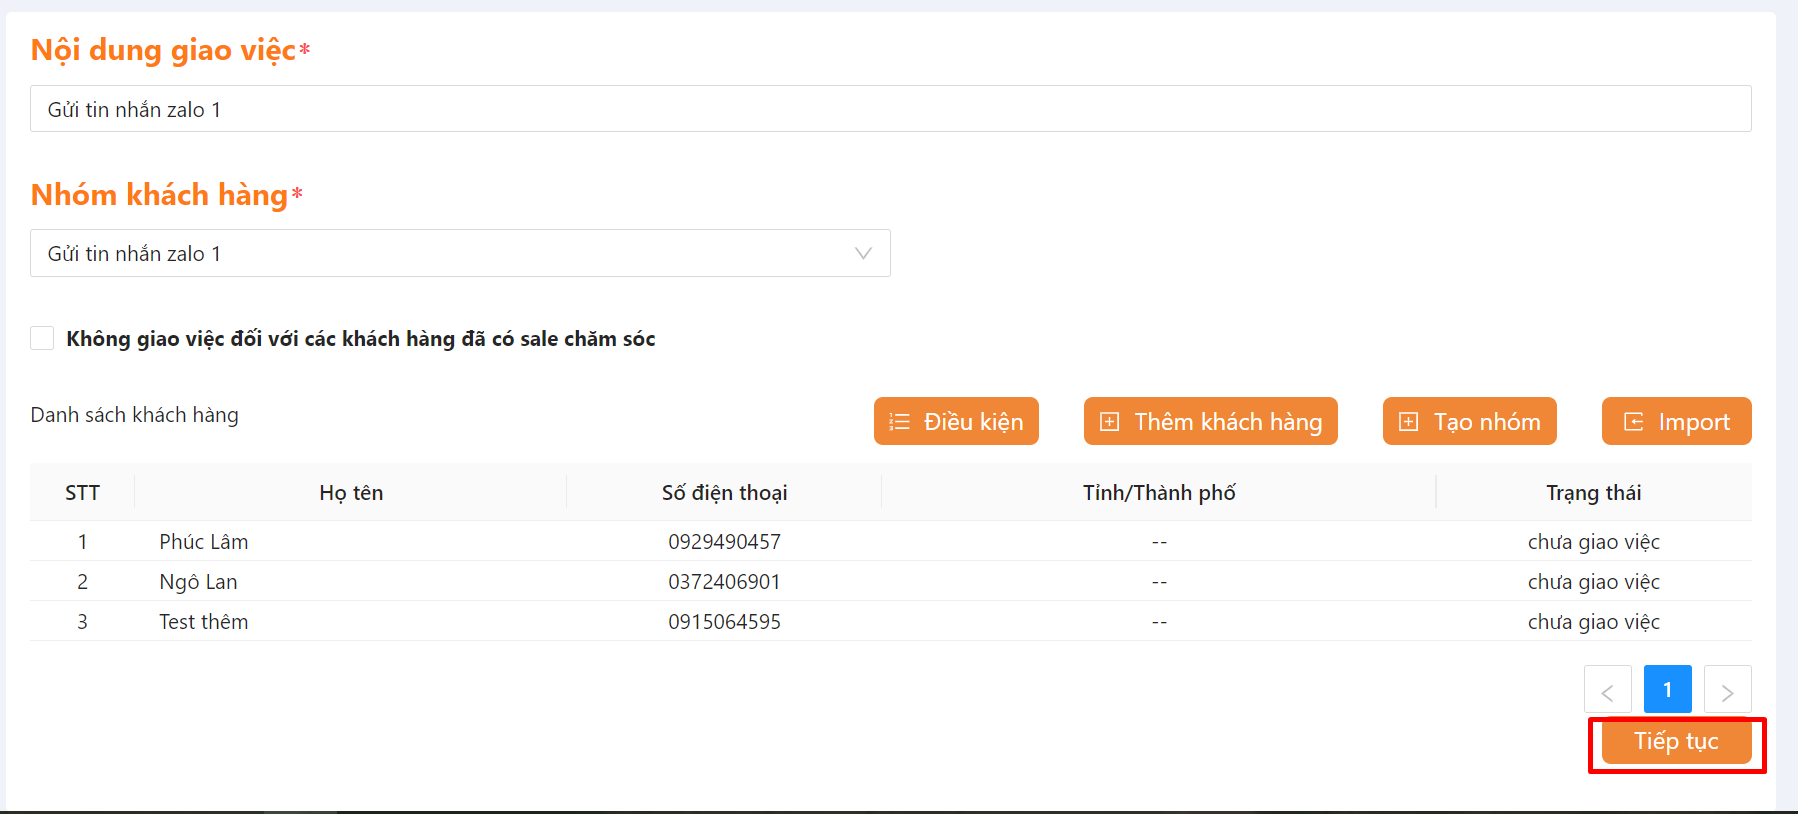 Nội dung giao việc*
Gửi tin nhắn zalo 1
Nhóm khách hàng*
Gửi tin nhắn zalo 1
Không giao việc đối với các khách hàng đã có sale chăm sóc
Danh sách khách hàng Điều kiện Thêm khách hàng Tạo nhóm Import
STT Họ tên Số điện thoại Tỉnh/Thành phố Trạng thái
1 Phúc Lâm 0929490457 -- chưa giao việc
2 Ngô Lan 0372406901 -- chưa giao việc
3 Test thêm 0915064595 -- chưa giao việc
< 1 >
Tiếp tục